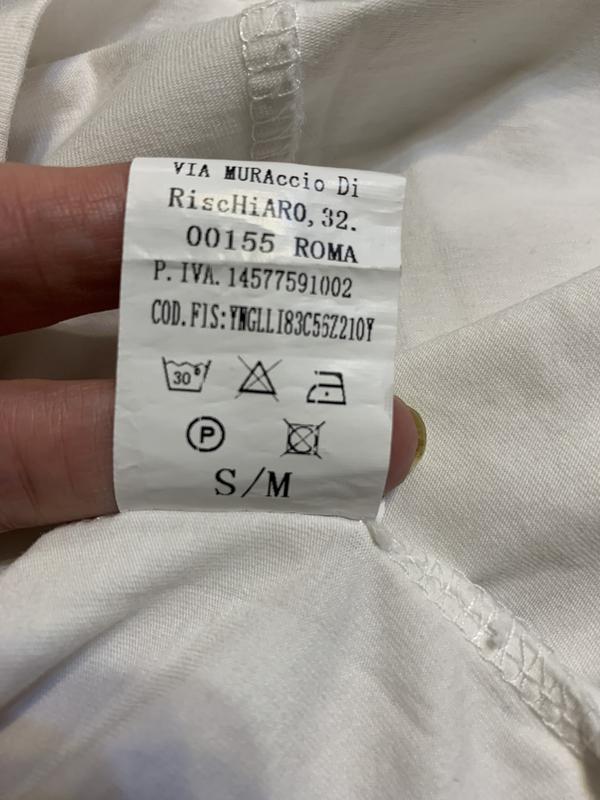 VIA MURAccio Di
RiscHiARO, 32.
00155 ROMA
P. IVA. 14577591002
COD. FIS: YNGLLI83C56Z210Y
30°
P
S/M